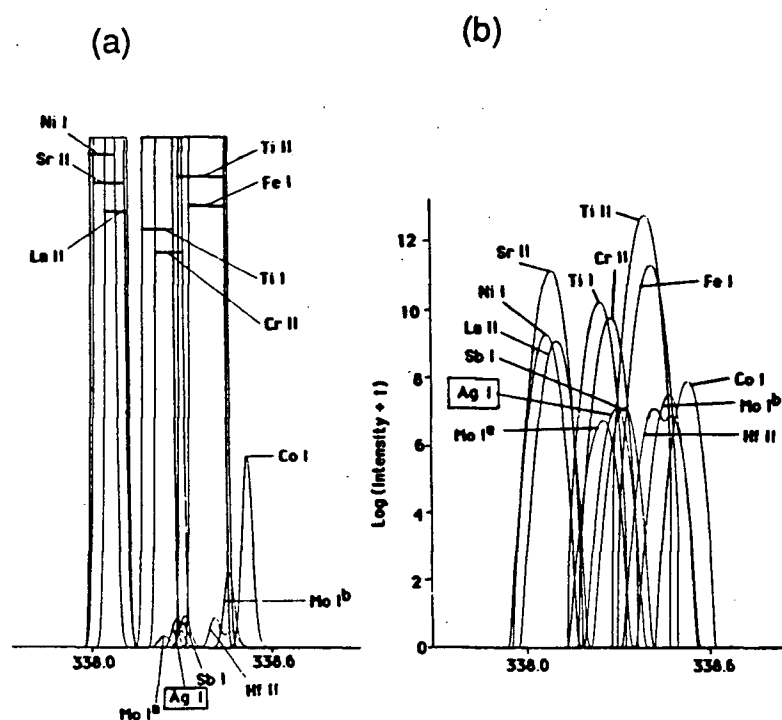 (a)
Ni I
Sr II
La II
Ti II
Fe I
Ti I
Cr II
Co I
Mo I^b
338.0
338.6
Sb I
Hf II
Ag I
Mo I^a
(b)
Log (Intensity + 1)
12
10
8
6
4
2
0
Ti II
Sr II
Cr II
Ti I
Fe I
Ni I
La II
Sb I
Ag I
Mo I^a
Co I
Mo I^b
Hf II
338.0
338.6